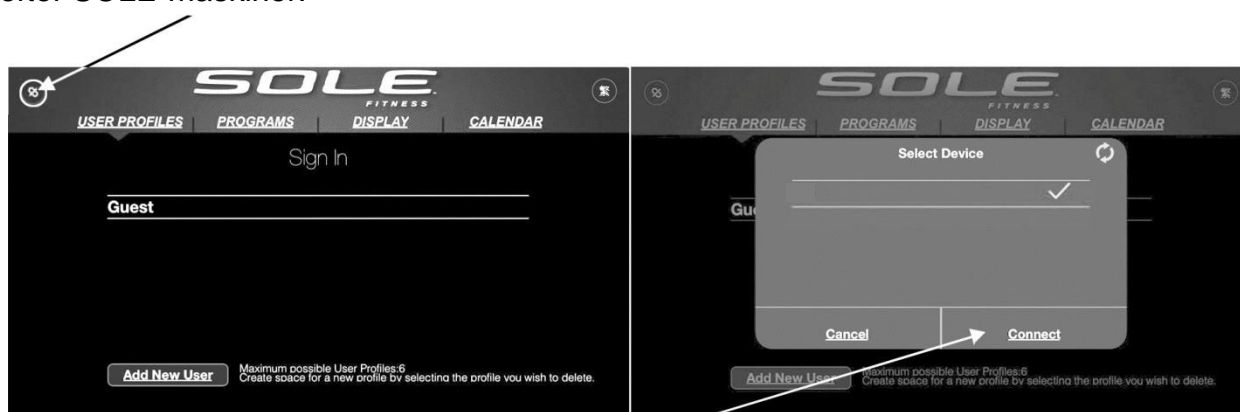 SOLE
FITNESS
USER PROFILES | PROGRAMS | DISPLAY | CALENDAR
Sign In
Guest
Add New User
Maximum possible User Profiles:6
Create space for a new profile by selecting the profile you wish to delete.
SOLE
FITNESS
USER PROFILES | PROGRAMS | DISPLAY | CALENDAR
Select Device
Gu
Cancel
Connect
Add New User
Maximum possible User Profiles:6
Create space for a new profile by selecting the profile you wish to delete.